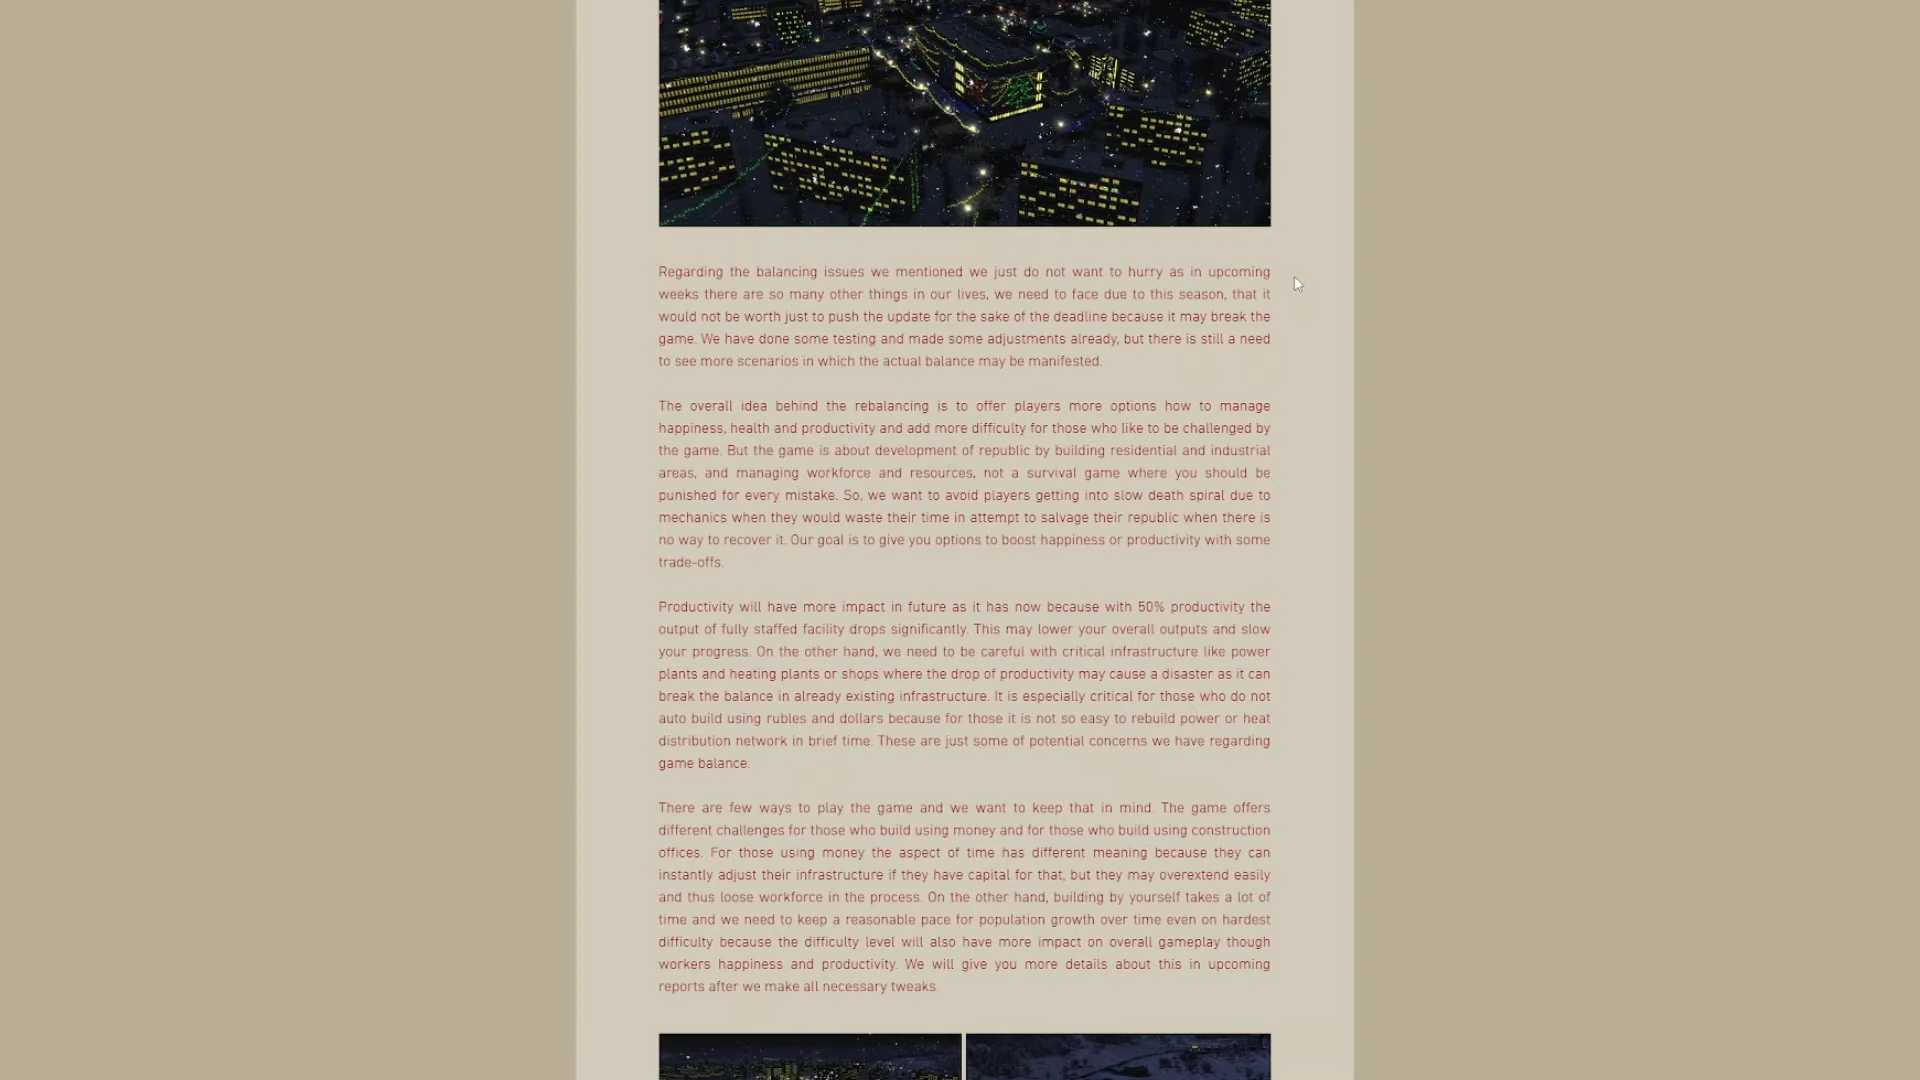 Regarding the balancing issues we mentioned we just do not want to hurry as in upcoming
weeks there are so many other things in our lives, we need to face due to this season, that it
would not be worth just to push the update for the sake of the deadline because it may break the
game. We have done some testing and made some adjustments already, but there is still a need
to see more scenarios in which the actual balance may be manifested.
The overall idea behind the rebalancing is to offer players more options how to manage
happiness, health and productivity and add more difficulty for those who like to be challenged by
the game. But the game is about development of republic by building residential and industrial
areas, and managing workforce and resources, not a survival game where you should be
punished for every mistake. So, we want to avoid players getting into slow death spiral due to
mechanics when they would waste their time in attempt to salvage their republic when there is
no way to recover it. Our goal is to give you options to boost happiness or productivity with some
trade-offs.
Productivity will have more impact in future as it has now because with 50% productivity the
output of fully staffed facility drops significantly. This may lower your overall outputs and slow
your progress. On the other hand, we need to be careful with critical infrastructure like power
plants and heating plants or shops where the drop of productivity may cause a disaster as it can
break the balance in already existing infrastructure. It is especially critical for those who do not
auto build using rubles and dollars because for those it is not so easy to rebuild power or heat
distribution network in brief time. These are just some of potential concerns we have regarding
game balance.
There are few ways to play the game and we want to keep that in mind. The game offers
different challenges for those who build using money and for those who build using construction
offices. For those using money the aspect of time has different meaning because they can
instantly adjust their infrastructure if they have capital for that, but they may overextend easily
and thus loose workforce in the process. On the other hand, building by yourself takes a lot of
time and we need to keep a reasonable pace for population growth over time even on hardest
difficulty because the difficulty level will also have more impact on overall gameplay though
workers happiness and productivity. We will give you more details about this in upcoming
reports after we make all necessary tweaks.